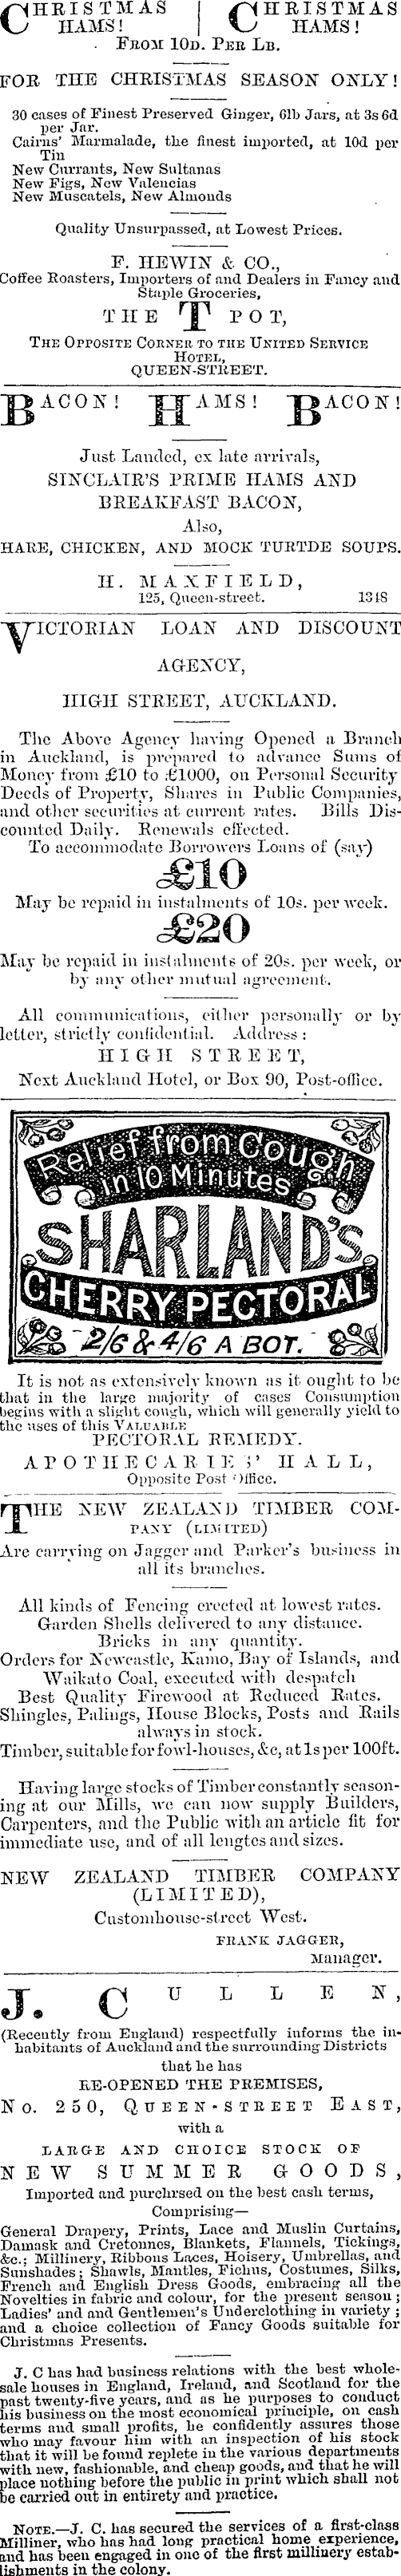 CHRISTMAS HAMS! | CHRISTMAS HAMS!
FROM 10D. PER LB.
FOR THE CHRISTMAS SEASON ONLY!
30 cases of Finest Preserved Ginger, 6lb Jars, at 3s 6d
per Jar.
Cairns' Marmalade, the finest imported, at 10d per
Tin
New Currants, New Sultanas
New Figs, New Valencias
New Muscatels, New Almonds
Quality Unsurpassed, at Lowest Prices.
F. HEWIN & CO.,
Coffee Roasters, Importers of and Dealers in Fancy and
Staple Groceries,
THE T POT,
THE OPPOSITE CORNER TO THE UNITED SERVICE
HOTEL,
QUEEN-STREET.
BACON! HAMS! BACON!
Just Landed, ex late arrivals,
SINCLAIR'S PRIME HAMS AND
BREAKFAST BACON,
Also,
HARE, CHICKEN, AND MOCK TURTDE SOUPS.
H. MAXFIELD,
125, Queen-street. 1348
VICTORIAN LOAN AND DISCOUNT
AGENCY,
HIGH STREET, AUCKLAND.
The Above Agency having Opened a Branch
in Auckland, is prepared to advance Sums of
Money from £10 to £1000, on Personal Security
Deeds of Property, Shares in Public Companies,
and other securities at current rates. Bills Dis-
counted Daily. Renewals effected.
To accommodate Borrowers Loans of (say)
£10
May be repaid in instalments of 10s. per week.
£20
May be repaid in instalments of 20s. per week, or
by any other mutual agreement.
All communications, either personally or by
letter, strictly confidential. Address:
HIGH STREET,
Next Auckland Hotel, or Box 90, Post-office.
Relief from Cough
in 10 Minutes
SHARLAND'S
CHERRY PECTORAL
2/6 & 4/6 A BOT.
It is not as extensively known as it ought to be
that in the large majority of cases Consumption
begins with a slight cough, which will generally yield to
the uses of this VALUABLE
PECTORAL REMEDY.
APOTHECARIES' HALL,
Opposite Post Office.
THE NEW ZEALAND TIMBER COM-
PANY (LIMITED)
Are carrying on Jagger and Parker's business in
all its branches.
All kinds of Fencing erected at lowest rates.
Garden Shells delivered to any distance.
Bricks in any quantity.
Orders for Newcastle, Kamo, Bay of Islands, and
Waikato Coal, executed with despatch
Best Quality Firewood at Reduced Rates.
Shingles, Palings, House Blocks, Posts and Rails
always in stock.
Timber, suitable for fowl-houses, &c, at 1s per 100ft.
Having large stocks of Timber constantly season-
ing at our Mills, we can now supply Builders,
Carpenters, and the Public with an article fit for
immediate use, and of all lengtes and sizes.
NEW ZEALAND TIMBER COMPANY
(LIMITED),
Customhouse-street West.
FRANK JAGGER,
Manager.
J. CULLEN,
(Recently from England) respectfully informs the in-
habitants of Auckland and the surrounding Districts
that he has
RE-OPENED THE PREMISES,
No. 250, QUEEN-STREET EAST,
with a
LARGE AND CHOICE STOCK OF
NEW SUMMER GOODS,
Imported and purchrsed on the best cash terms,
Comprising—
General Drapery, Prints, Lace and Muslin Curtains,
Damask and Cretonnes, Blankets, Flannels, Tickings,
&c.; Millinery, Ribbons Laces, Hoisery, Umbrellas, and
Sunshades; Shawls, Mantles, Fichus, Costumes, Silks,
French and English Dress Goods, embracing all the
Novelties in fabric and colour, for the present season;
Ladies' and and Gentlemen's Underclothing in variety;
and a choice collection of Fancy Goods suitable for
Christmas Presents.
J. C has had business relations with the best whole-
sale houses in England, Ireland, and Scotland for the
past twenty-five years, and as he purposes to conduct
his business on the most economical principle, on cash
terms and small profits, he confidently assures those
who may favour him with an inspection of his stock
that it will be found replete in the various departments
with new, fashionable, and cheap goods, and that he will
place nothing before the public in print which shall not
be carried out in entirety and practice.
NOTE.—J. C. has secured the services of a first-class
Milliner, who has had long practical home experience,
and has been engaged in one of the first millinery estab-
lishments in the colony.